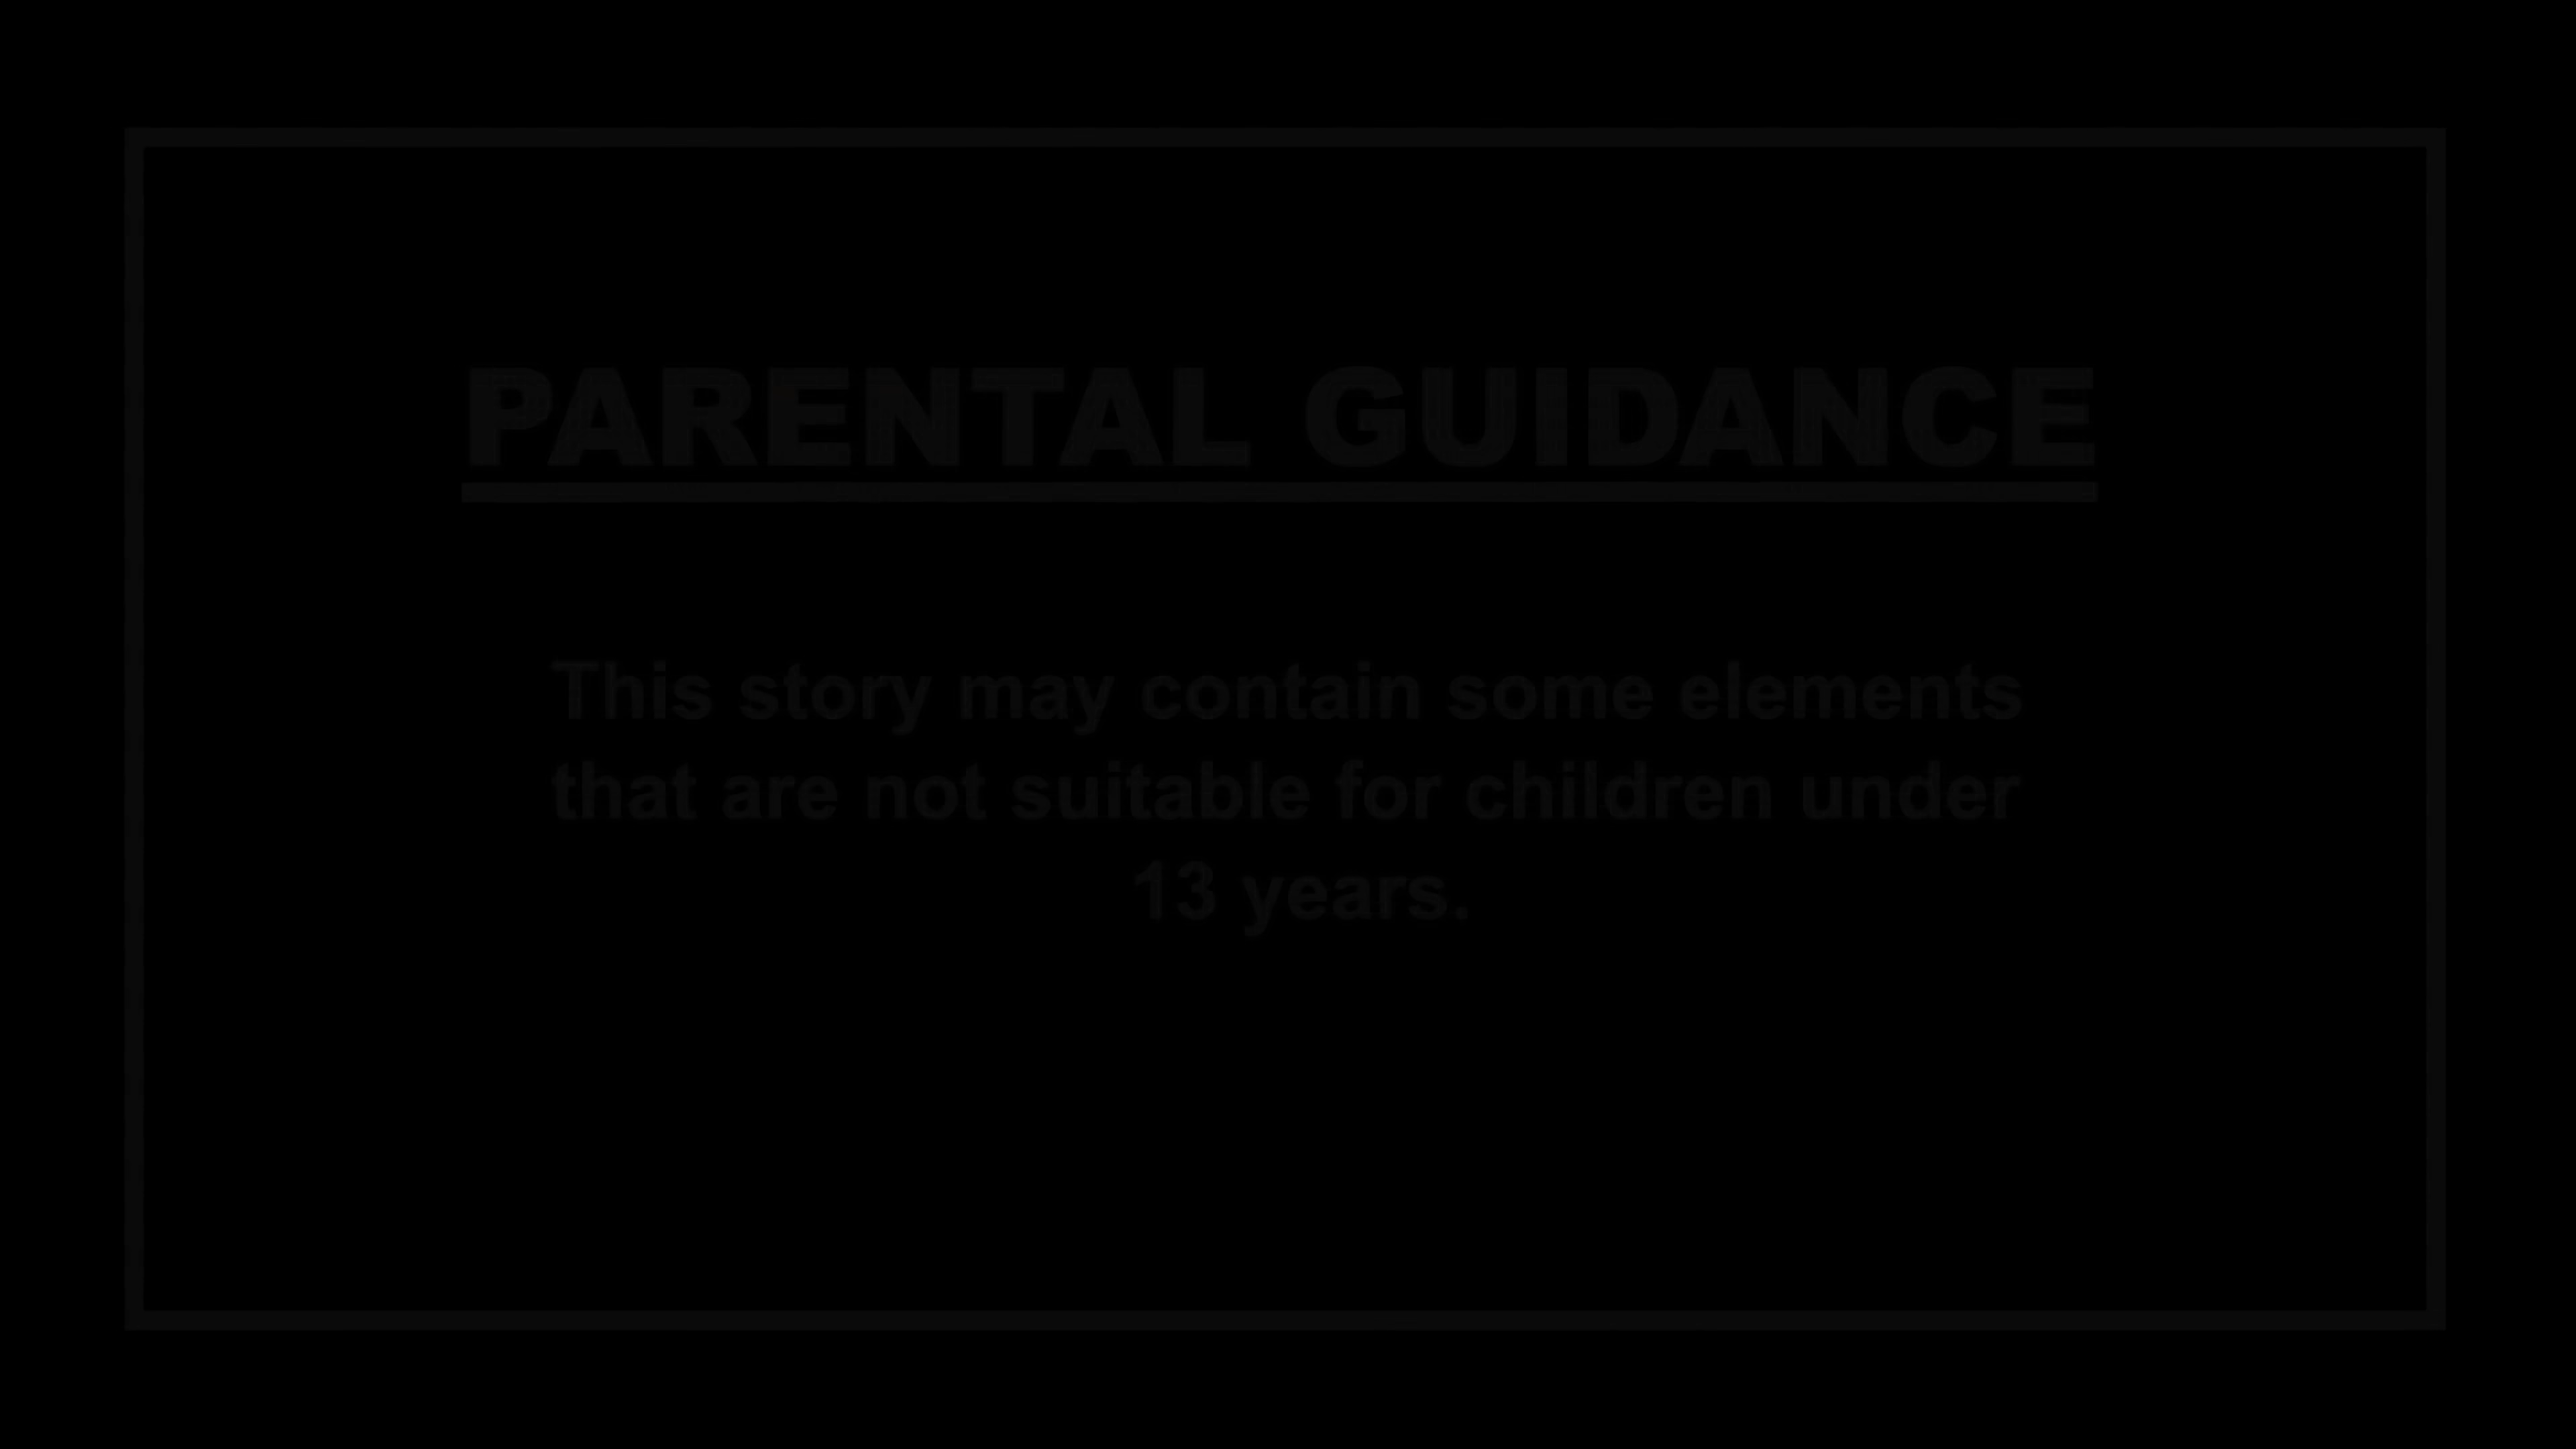 PARENTAL GUIDANCE
This story may contain some elements
that are not suitable for children under
13 years.